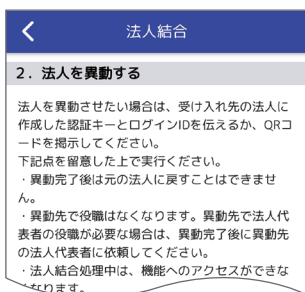 法人結合
2．法人を異動する
法人を異動させたい場合は、受け入れ先の法人に
作成した認証キーとログインIDを伝えるか、QRコ
ードを掲示してください。
下記点を留意した上で実行ください。
・異動完了後は元の法人に戻すことはできませ
ん。
・異動先で役職はなくなります。異動先で法人代
表者の役職が必要な場合は、異動完了後に異動先
の法人代表者に依頼してください。
・法人結合処理中は、機能へのアクセスができな
くなります。